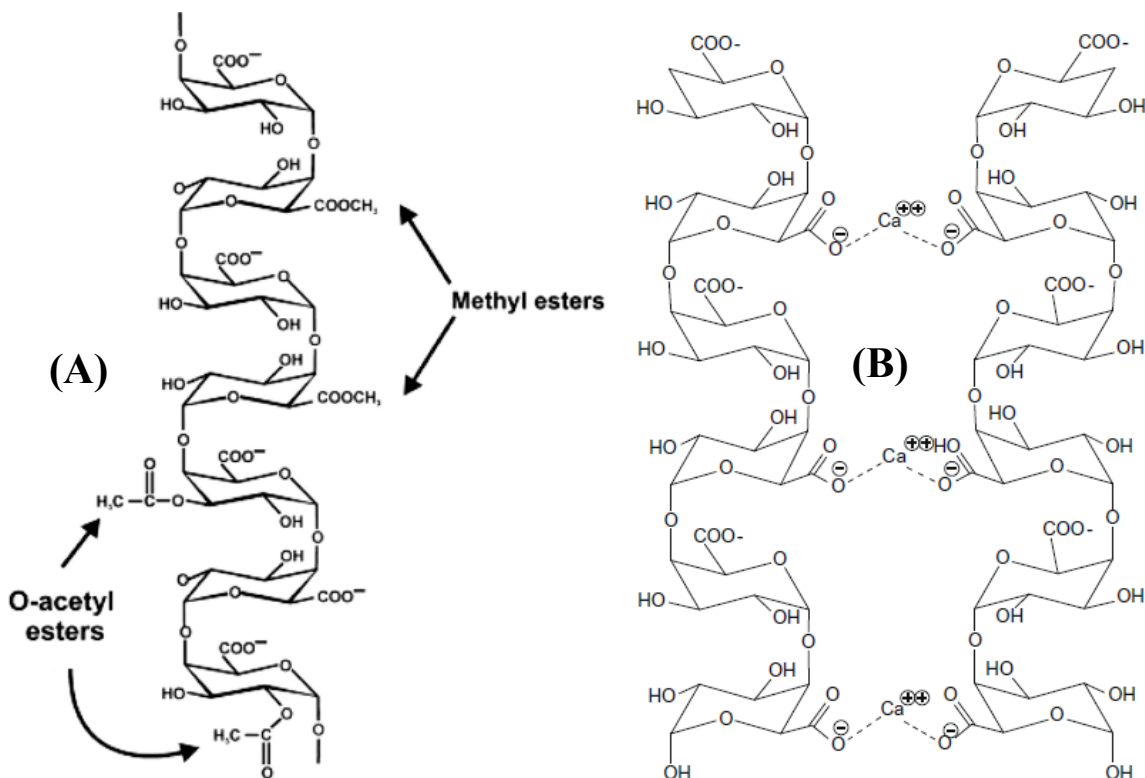 (A)
COO⁻
O
HO
HO
O
OH
O
O
COOCH₃
O
COO⁻
O
HO
OH
O
Methyl esters
OH
HO
O
COOCH₃
O
COO⁻
O
O
H₃C—C—O
OH
O
O-acetyl
esters
OH
O
O
COO⁻
O
COO⁻
O
HO
O
H₃C
C
O
(B)
COO- COO-
O O
HO OH OH OH
O O
HO OH HO OH
O O Ca ++ O O
O − − O
O O
COO- COO-
O O
HO OH OH OH
O O
HO OH HO OH
O O Ca ++ HO O
O − − O
O O
COO- COO-
O O
HO OH OH OH
O O
HO OH HO OH
O O Ca ++ O O
O − − O
OH OH